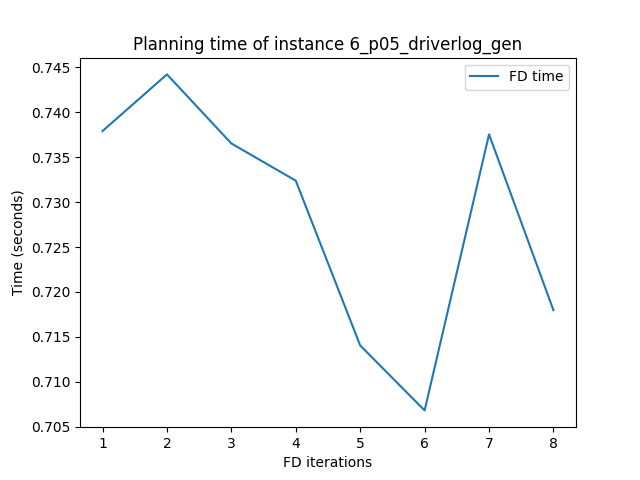 Planning time of instance 6_p05_driverlog_gen
FD time
Time (seconds)
0.745
0.740
0.735
0.730
0.725
0.720
0.715
0.710
0.705
1 2 3 4 5 6 7 8
FD iterations